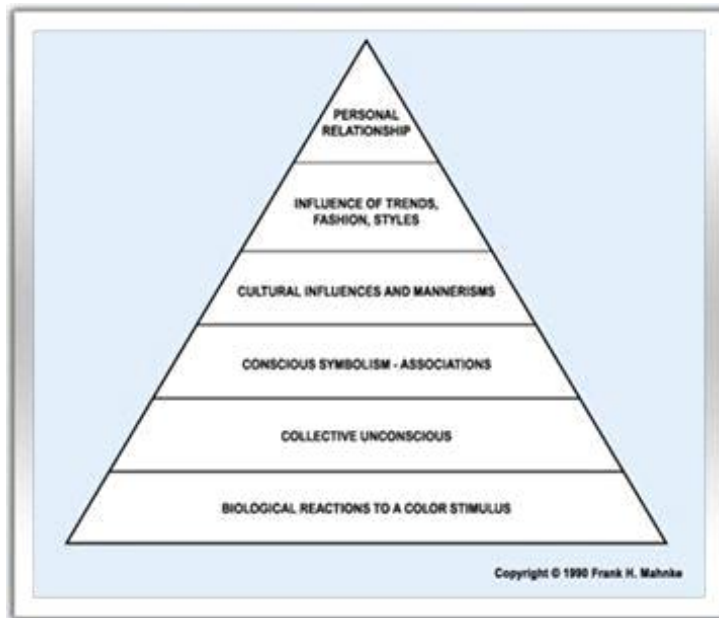 PERSONAL
RELATIONSHIP
INFLUENCE OF TRENDS,
FASHION, STYLES
CULTURAL INFLUENCES AND MANNERISMS
CONSCIOUS SYMBOLISM - ASSOCIATIONS
COLLECTIVE UNCONSCIOUS
BIOLOGICAL REACTIONS TO A COLOR STIMULUS
Copyright © 1990 Frank H. Mahnke